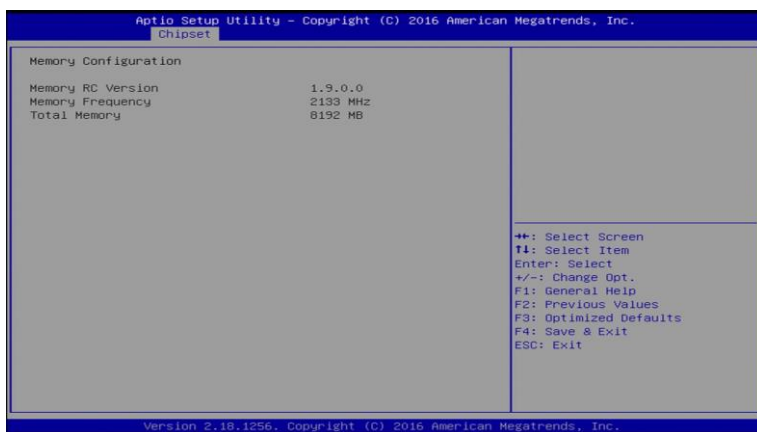 Aptio Setup Utility – Copyright (C) 2016 American Megatrends, Inc.
Chipset
Memory Configuration
Memory RC Version 1.9.0.0
Memory Frequency 2133 MHz
Total Memory 8192 MB
→←: Select Screen
↑↓: Select Item
Enter: Select
+/-: Change Opt.
F1: General Help
F2: Previous Values
F3: Optimized Defaults
F4: Save & Exit
ESC: Exit
Version 2.18.1256. Copyright (C) 2016 American Megatrends, Inc.